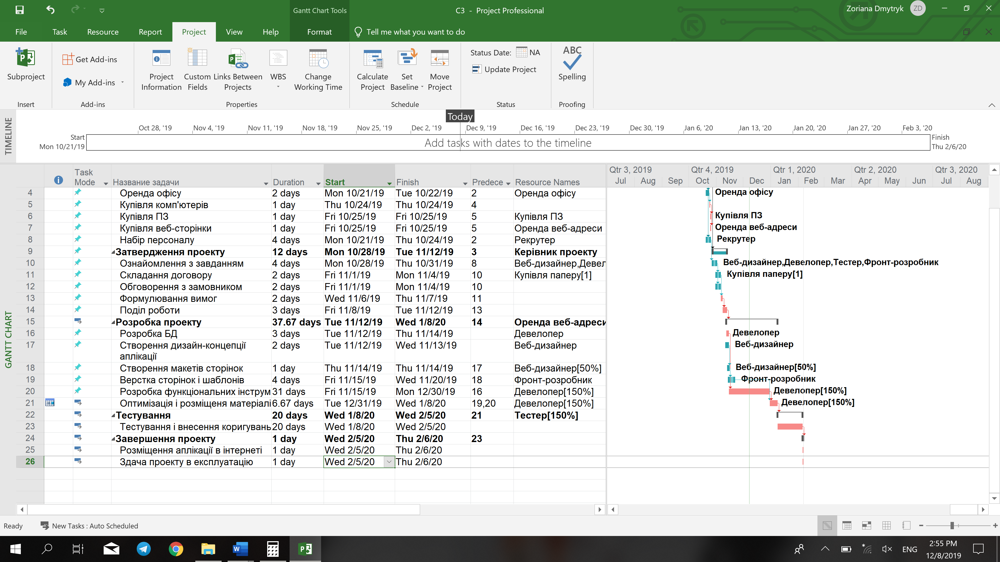 Gantt Chart Tools
C3 - Project Professional
Zoriana Dmytryk ZD
File Task Resource Report Project View Help Format Tell me what you want to do
Subproject
Get Add-ins
My Add-ins
Project Information
Custom Fields
Links Between Projects
WBS
Change Working Time
Calculate Project
Set Baseline
Move Project
Status Date: NA
Update Project
ABC
Spelling
Insert Add-ins Properties Schedule Status Proofing
TIMELINE
Today
Oct 28, '19 Nov 4, '19 Nov 11, '19 Nov 18, '19 Nov 25, '19 Dec 2, '19 Dec 9, '19 Dec 16, '19 Dec 23, '19 Dec 30, '19 Jan 6, '20 Jan 13, '20 Jan 20, '20 Jan 27, '20 Feb 3, '20
Start
Mon 10/21/19
Add tasks with dates to the timeline
Finish
Thu 2/6/20
GANTT CHART
Task Mode Название задачи Duration Start Finish Predece Resource Names
Qtr 3, 2019 Qtr 4, 2019 Qtr 1, 2020 Qtr 2, 2020 Qtr 3, 2020
Jul Aug Sep Oct Nov Dec Jan Feb Mar Apr May Jun Jul Aug
4 Оренда офісу 2 days Mon 10/21/19 Tue 10/22/19 2 Оренда офісу Оренда офісу
5 Купівля комп'ютерів 1 day Thu 10/24/19 Thu 10/24/19 4
6 Купівля ПЗ 1 day Fri 10/25/19 Fri 10/25/19 5 Купівля ПЗ Купівля ПЗ
7 Купівля веб-сторінки 1 day Fri 10/25/19 Fri 10/25/19 5 Оренда веб-адреси Оренда веб-адреси
8 Набір персоналу 4 days Mon 10/21/19 Thu 10/24/19 2 Рекрутер Рекрутер
9 Затвердження проекту 12 days Mon 10/28/19 Tue 11/12/19 3 Керівник проекту
10 Ознайомлення з завданням 4 days Mon 10/28/19 Thu 10/31/19 8 Веб-дизайнер,Девел Веб-дизайнер,Девелопер,Тестер,Фронт-розробник
11 Складання договору 2 days Fri 11/1/19 Mon 11/4/19 10 Купівля паперу[1] Купівля паперу[1]
12 Обговорення з замовником 2 days Fri 11/1/19 Mon 11/4/19 10
13 Формулювання вимог 2 days Wed 11/6/19 Thu 11/7/19 11
14 Поділ роботи 3 days Fri 11/8/19 Tue 11/12/19 13
15 Розробка проекту 37.67 days Tue 11/12/19 Wed 1/8/20 14 Оренда веб-адреси
16 Розробка БД 3 days Tue 11/12/19 Thu 11/14/19 Девелопер Девелопер
17 Створення дизайн-концепції 2 days Tue 11/12/19 Wed 11/13/19 Веб-дизайнер Веб-дизайнер
аплікації
18 Створення макетів сторінок 1 day Thu 11/14/19 Thu 11/14/19 17 Веб-дизайнер[50%] Веб-дизайнер[50%]
19 Верстка сторінок і шаблонів 4 days Fri 11/15/19 Wed 11/20/19 18 Фронт-розробник Фронт-розробник
20 Розробка функціональних інструм 31 days Fri 11/15/19 Mon 12/30/19 16 Девелопер[150%] Девелопер[150%]
21 Оптимізація і розміщеня матеріалі 6.67 days Tue 12/31/19 Wed 1/8/20 19,20 Девелопер[150%] Девелопер[150%]
22 Тестування 20 days Wed 1/8/20 Wed 2/5/20 21 Тестер[150%]
23 Тестування і внесення коригувань 20 days Wed 1/8/20 Wed 2/5/20
24 Завершення проекту 1 day Wed 2/5/20 Thu 2/6/20 23
25 Розміщення аплікації в інтернеті 1 day Wed 2/5/20 Thu 2/6/20
26 Здача проекту в експлуатацію 1 day Wed 2/5/20 Thu 2/6/20
Ready New Tasks : Auto Scheduled
ENG
2:55 PM
12/8/2019